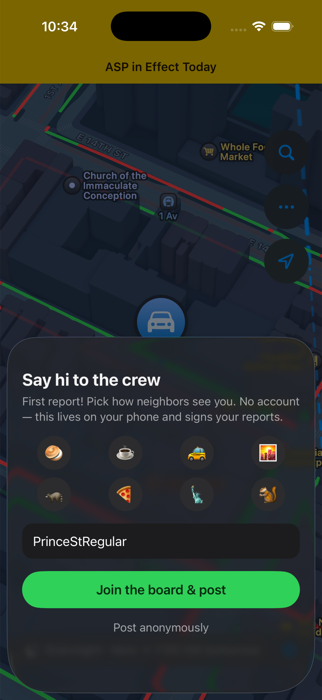 10:34
ASP in Effect Today
Whole Fo
Market
Church of the
Immaculate
Conception
1 Av
Say hi to the crew
First report! Pick how neighbors see you. No account
— this lives on your phone and signs your reports.
PrinceStRegular
Join the board & post
Post anonymously